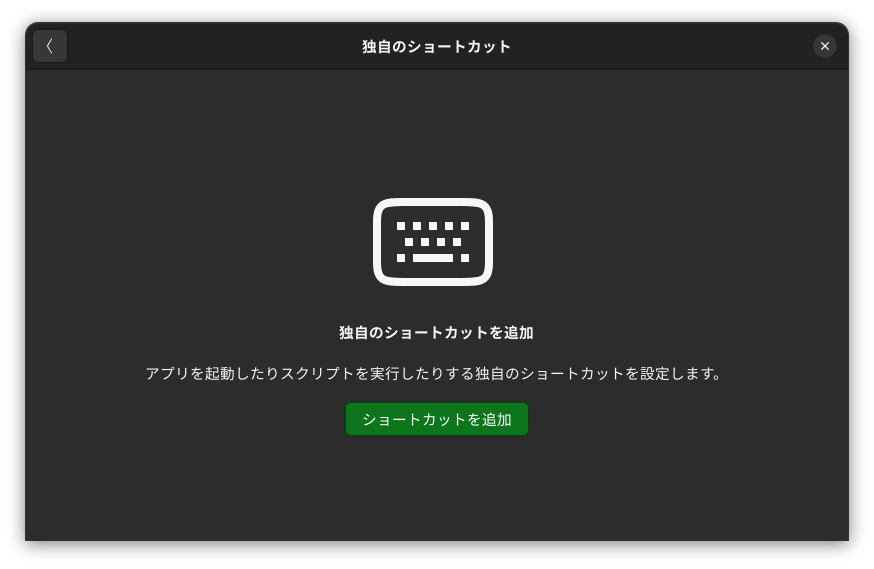 独自のショートカット
独自のショートカットを追加
アプリを起動したりスクリプトを実行したりする独自のショートカットを設定します。
ショートカットを追加